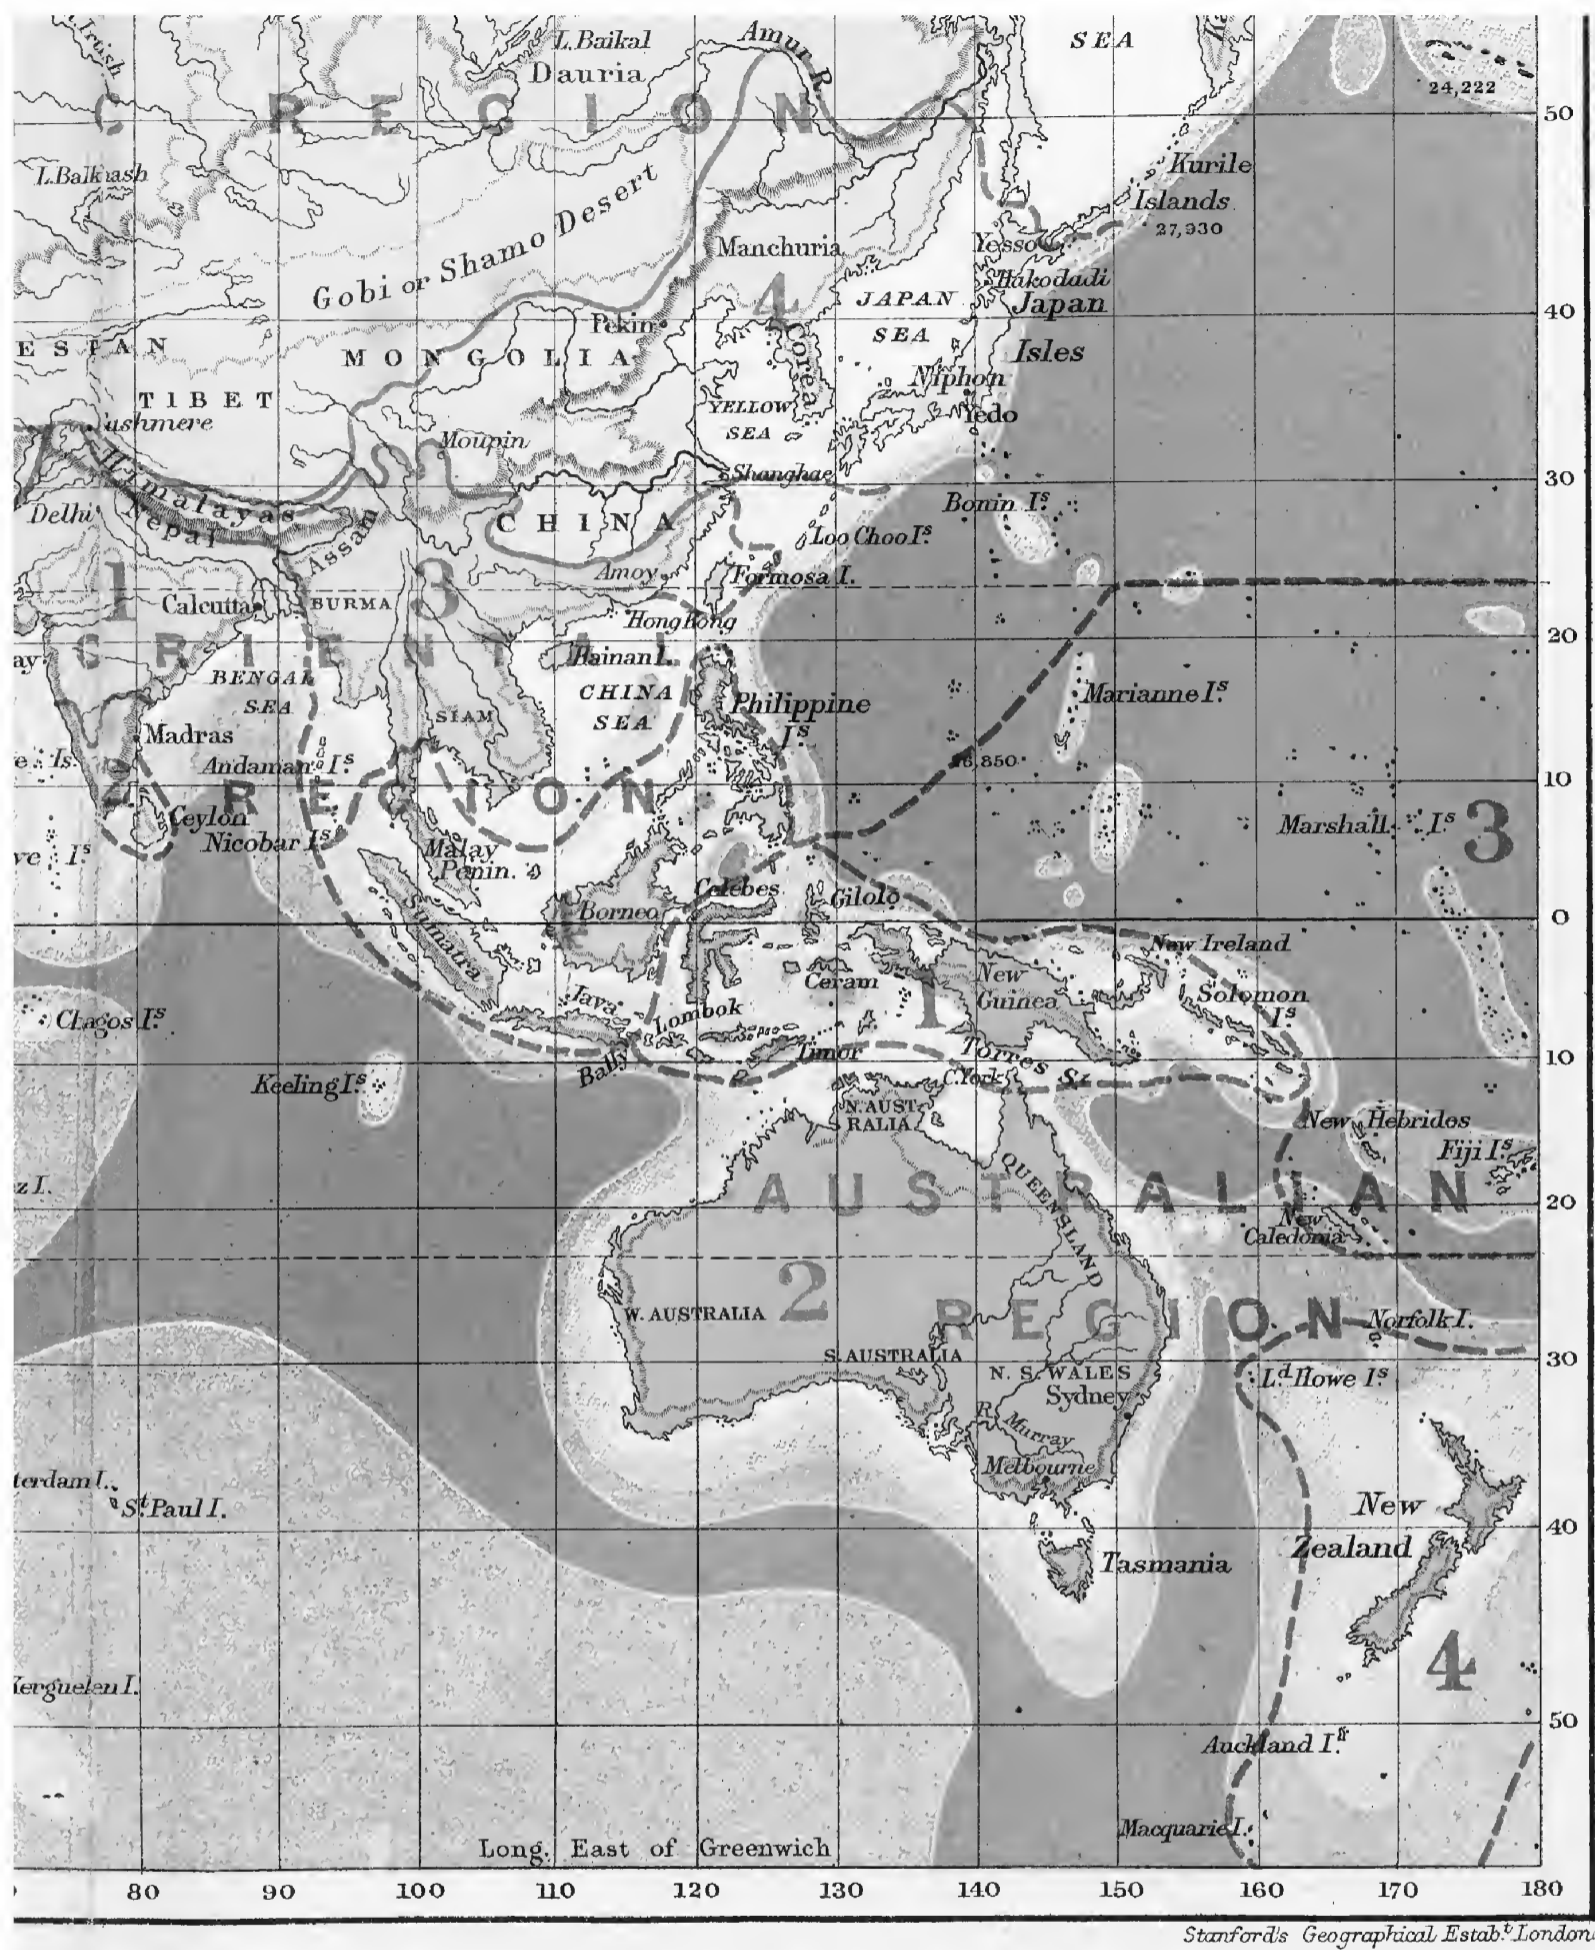 Irtish
L. Baikal
Dauria
Amur R.
SEA
24,222
C REGION
50
L. Balkash
Kurile
Islands
27,930
Gobi or Shamo Desert
Manchuria
Yesso
Hakodadi
4
JAPAN
SEA
Japan
Isles
40
Pekin
Corea
MONGOLIA
TIBET
Niphon
Yedo
YELLOW
SEA
Moupin
Shanghae
30
Himalayas
Nepal
Delhi
Assam
CHINA
Bonin Is.
Loo Choo Is.
1
3
Amoy
Formosa I.
Calcutta
BURMA
Hong Kong
20
ORIENTAL
Hainan I.
BENGAL
SEA
CHINA
SEA
SIAM
Philippine
Is.
Marianne Is.
Madras
Andaman Is.
10
REGION
2
Ceylon
Nicobar Is.
Malay
Penin.
Marshall Is.
3
Celebes
Gilolo
Borneo
0
Sumatra
Ceram
New Ireland
New
Guinea
1
Solomon
Is.
Java
Lombok
Chagos Is.
Bally
Timor
Torres St.
10
Keeling Is.
C. York
N. AUST-
RALIA
New Hebrides
Fiji Is.
z I.
QUEENSLAND
AUSTRALIAN
20
New
Caledonia
2
W. AUSTRALIA
REGION
Norfolk I.
S. AUSTRALIA
30
N. S. WALES
Ld. Howe Is.
Sydney
R. Murray
Melbourne
terdam I.
St. Paul I.
New
Zealand
40
Tasmania
4
Kerguelen I.
50
Auckland Is.
Macquarie I.
Long. East of Greenwich
80 90 100 110 120 130 140 150 160 170 180
Stanford's Geographical Estabt. London